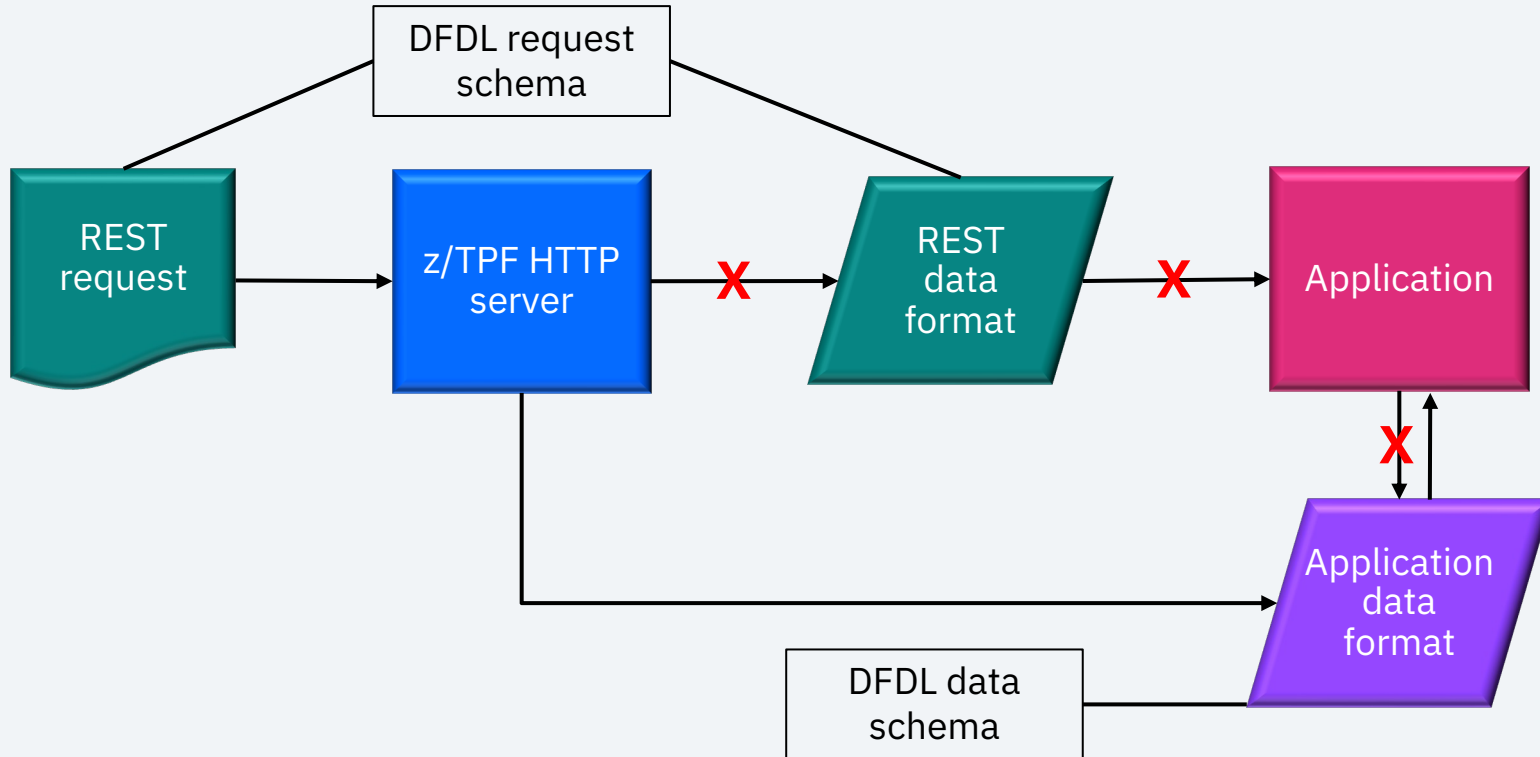 DFDL request
schema
REST
request
z/TPF HTTP
server
X
REST
data
format
X
Application
X
Application
data
format
DFDL data
schema